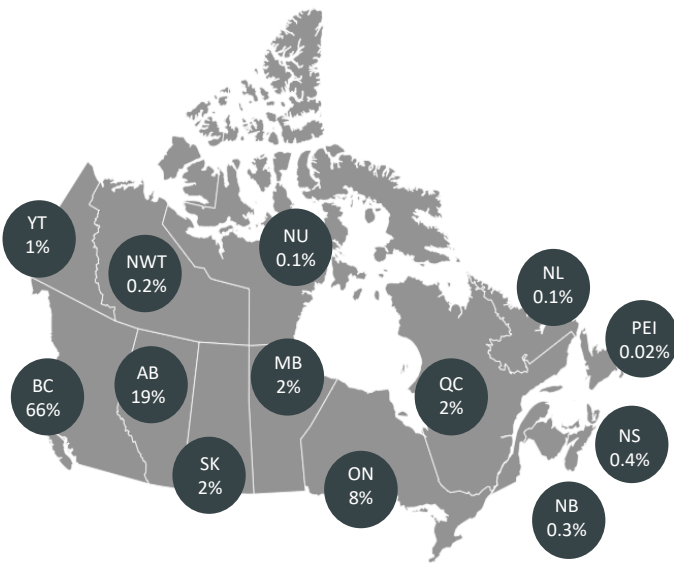 YT
1%
NWT
0.2%
NU
0.1%
NL
0.1%
PEI
0.02%
BC
66%
AB
19%
MB
2%
QC
2%
NS
0.4%
SK
2%
ON
8%
NB
0.3%